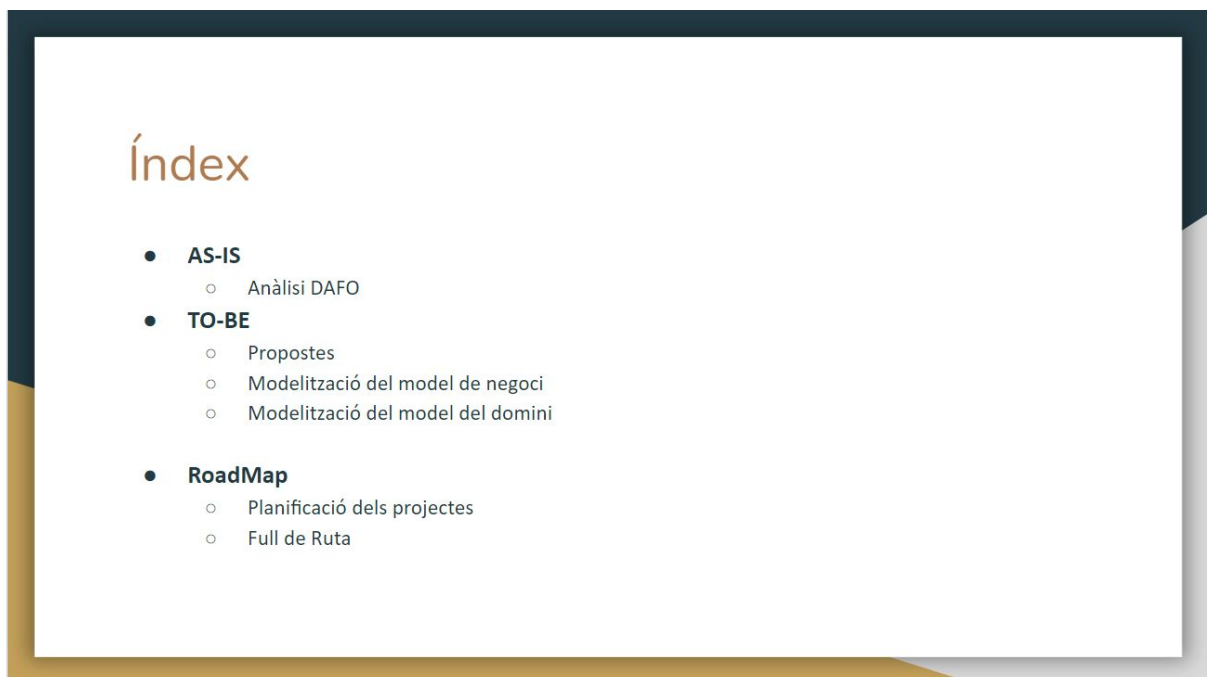 Índex
● AS-IS
○ Anàlisi DAFO
● TO-BE
○ Propostes
○ Modelització del model de negoci
○ Modelització del model del domini
● RoadMap
○ Planificació dels projectes
○ Full de Ruta